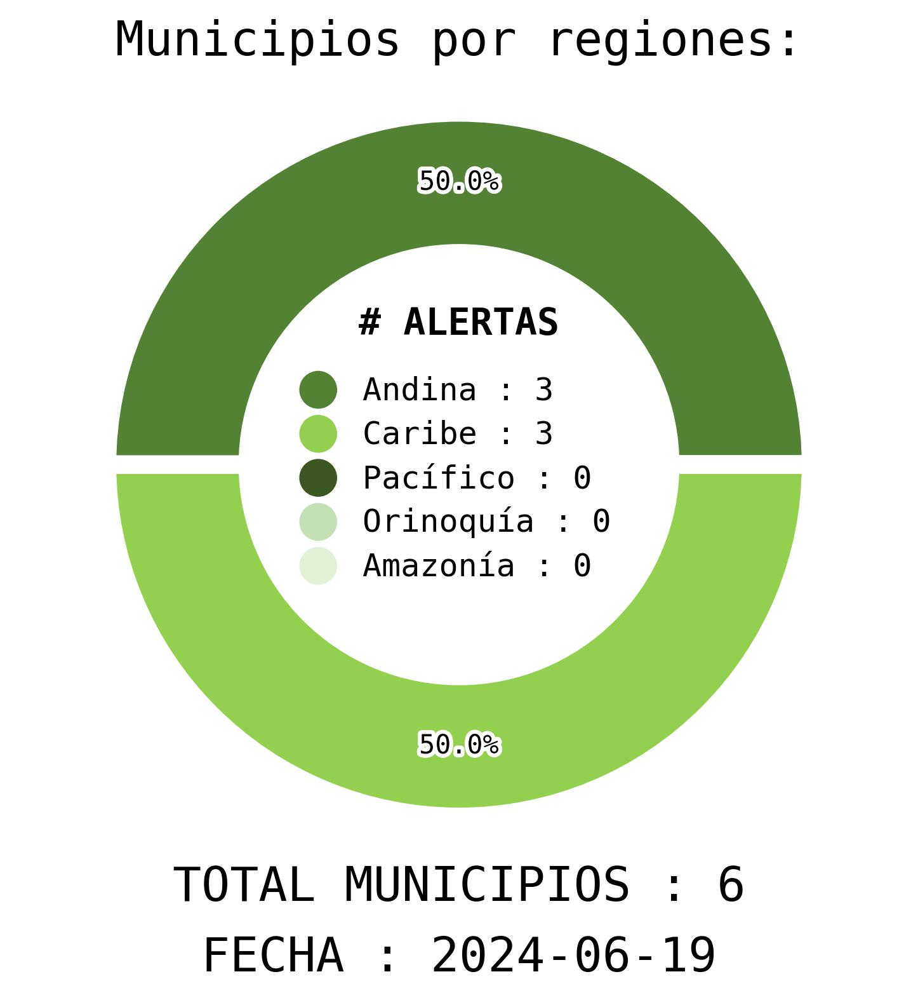 Municipios por regiones:
50.0%
# ALERTAS
Andina : 3
Caribe : 3
Pacífico : 0
Orinoquía : 0
Amazonía : 0
50.0%
TOTAL MUNICIPIOS : 6
FECHA : 2024-06-19